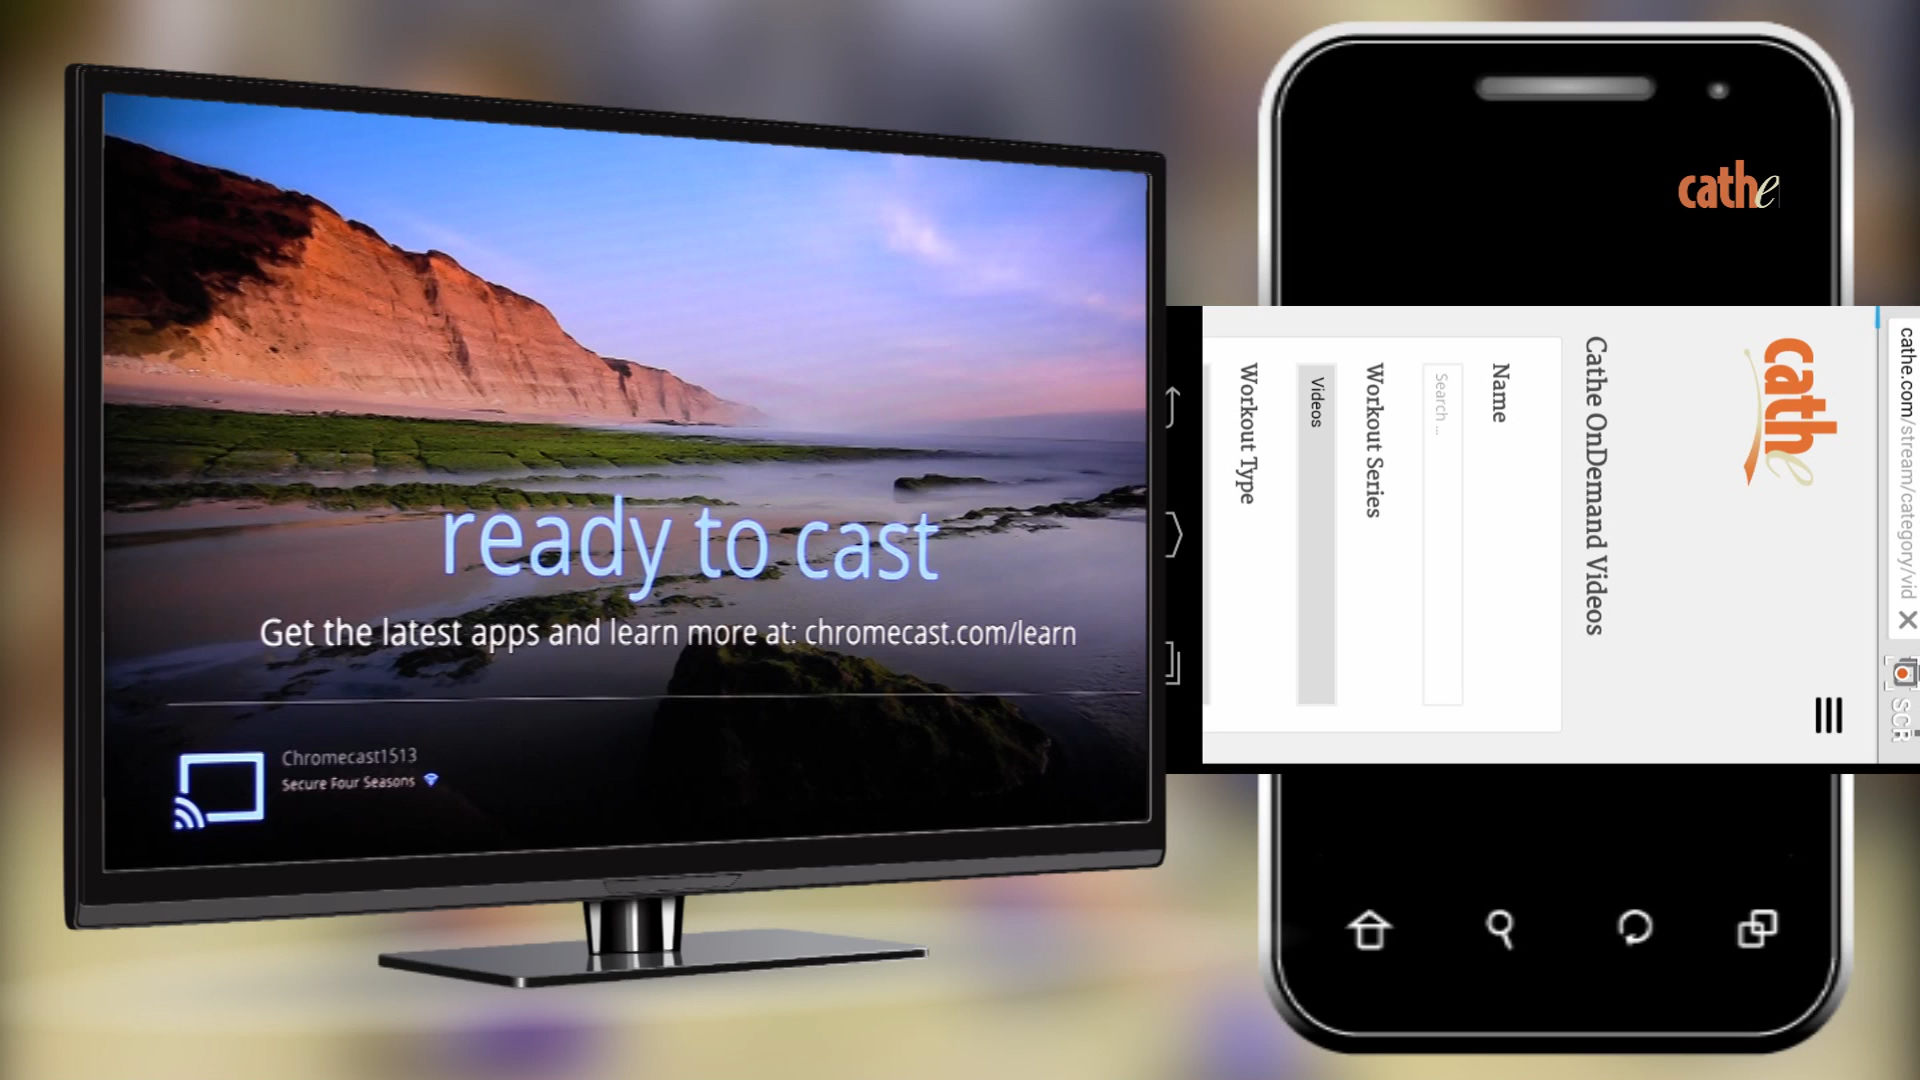 ready to cast
Get the latest apps and learn more at: chromecast.com/learn
Chromecast1513
Secure Four Seasons
cathe
cathe.com/stream/category/vid
SCR
cathe
Cathe OnDemand Videos
Name
Search ...
Workout Series
Videos
Workout Type